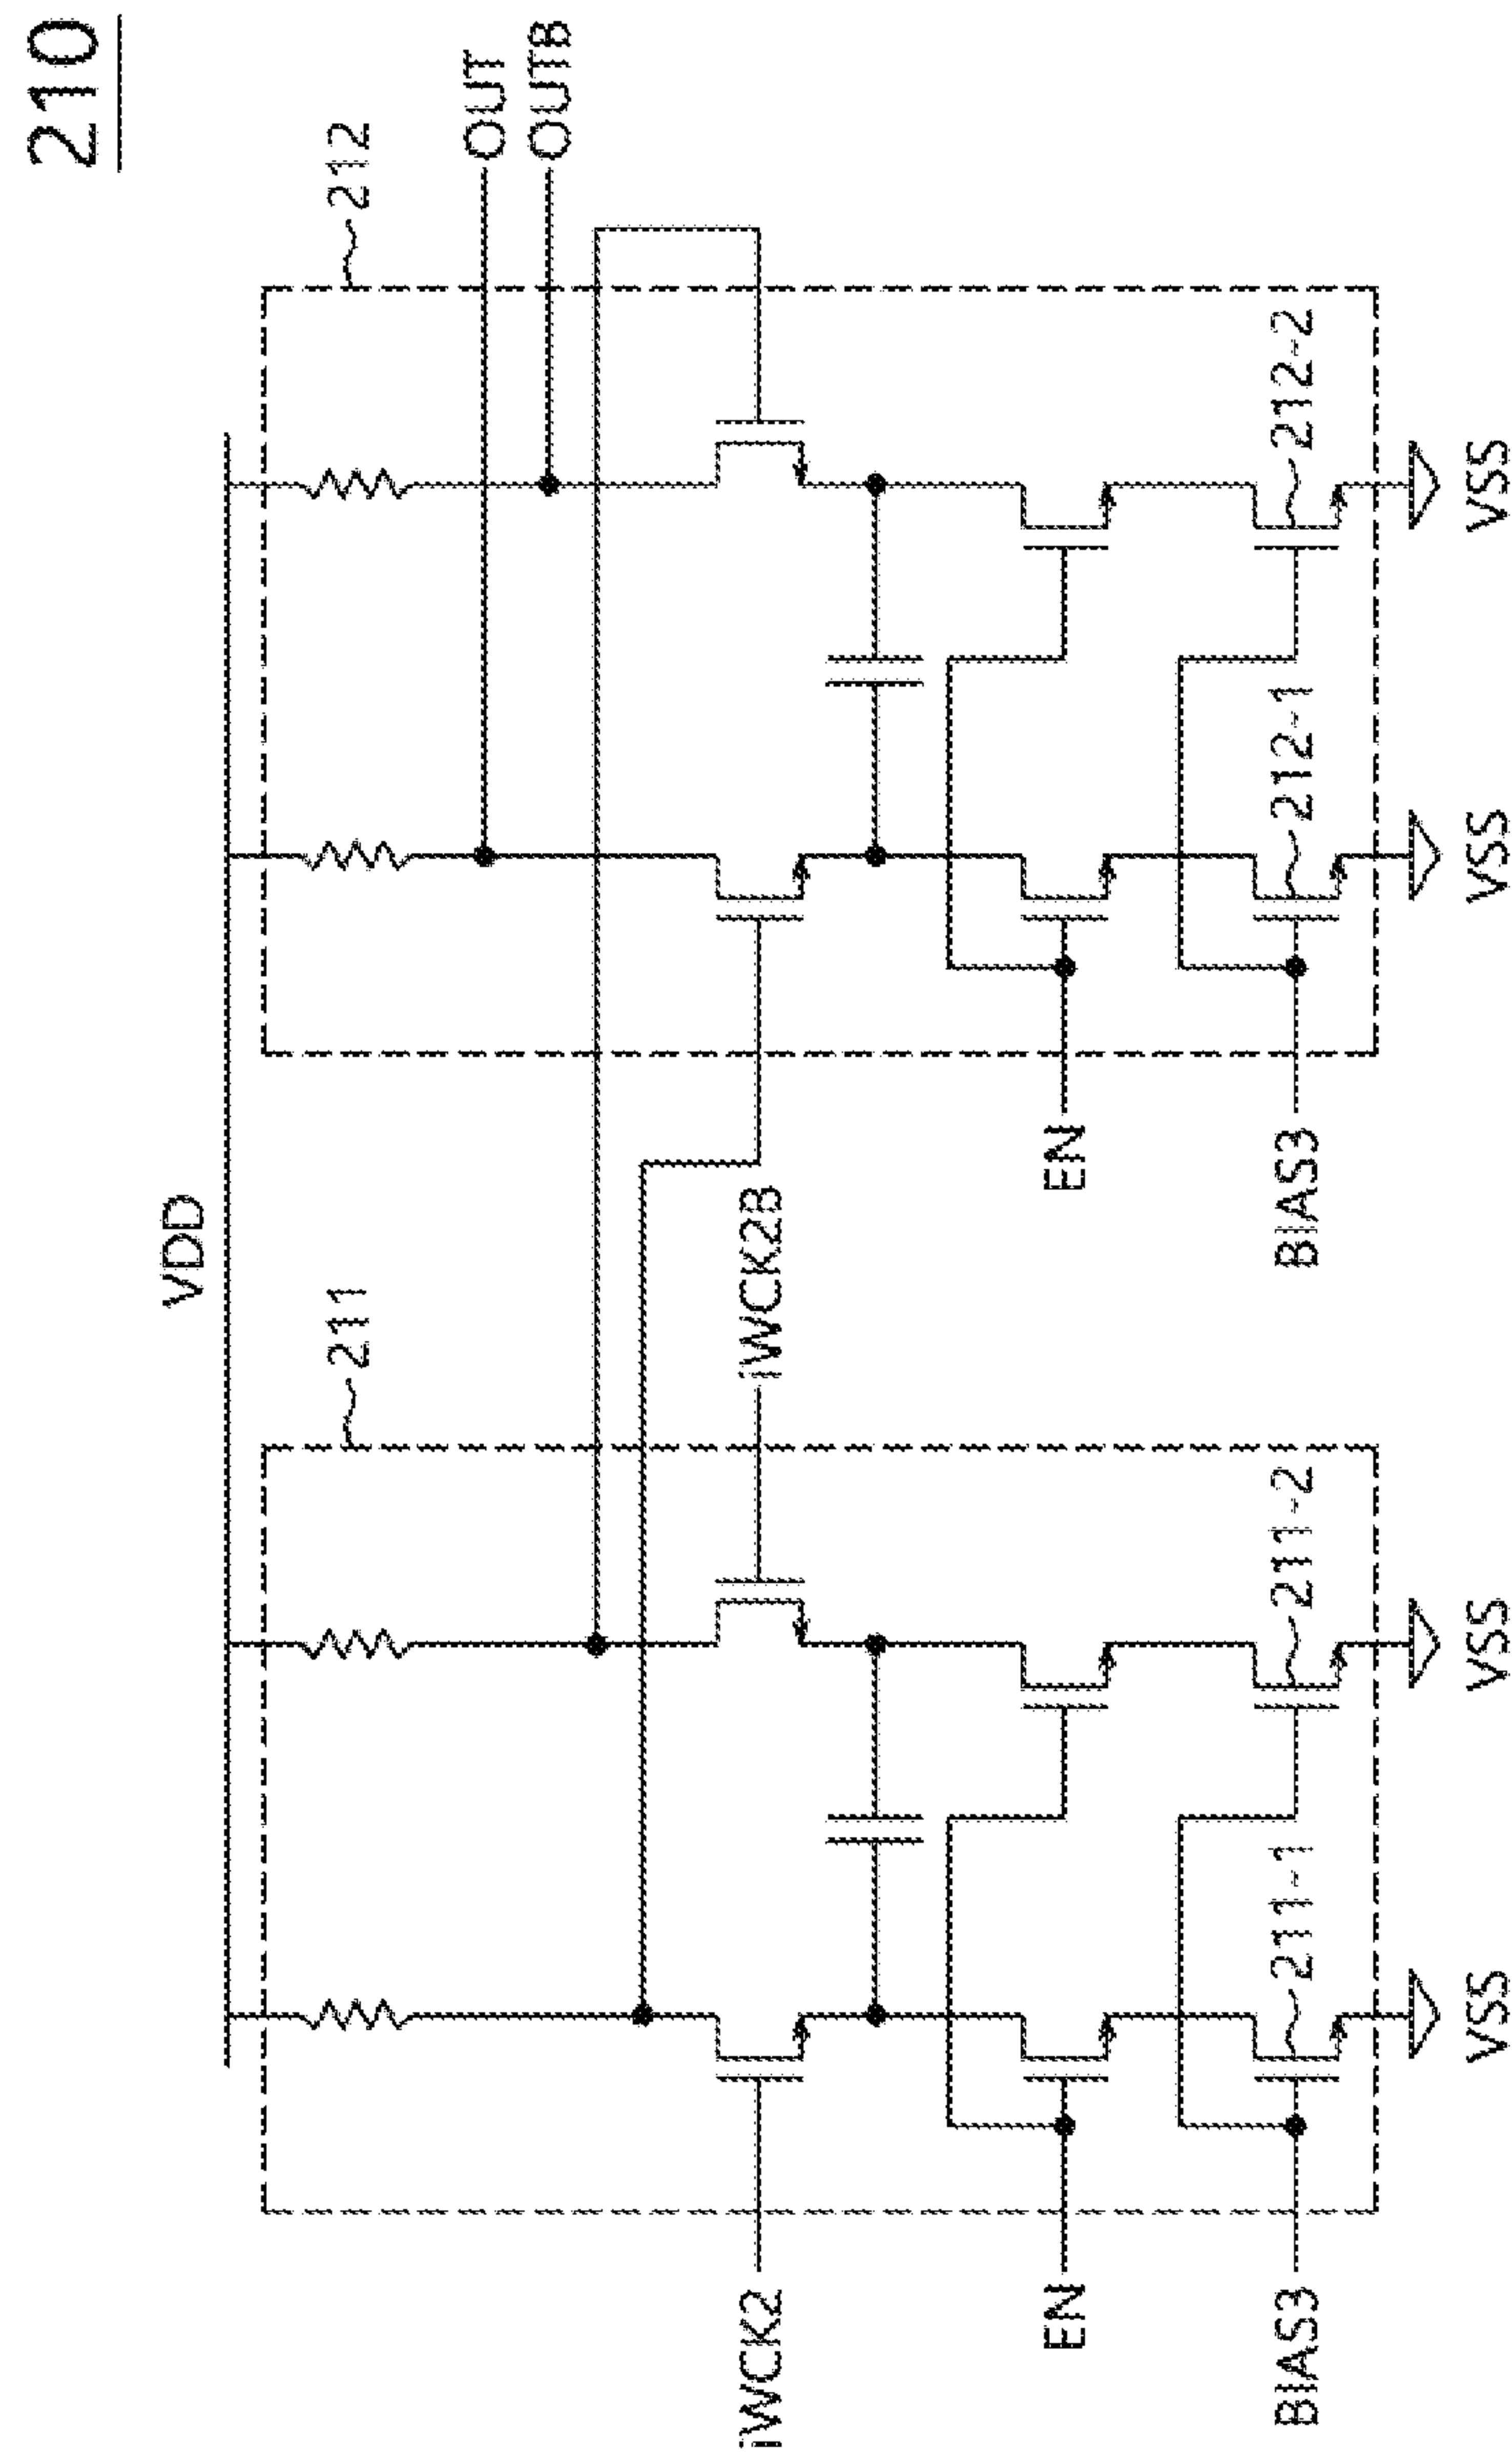 210
VDD
211
212
OUT
OUTB
iWCK2
iWCK2B
EN
EN
BIAS3
211-1
211-2
BIAS3
212-1
212-2
VSS
VSS
VSS
VSS